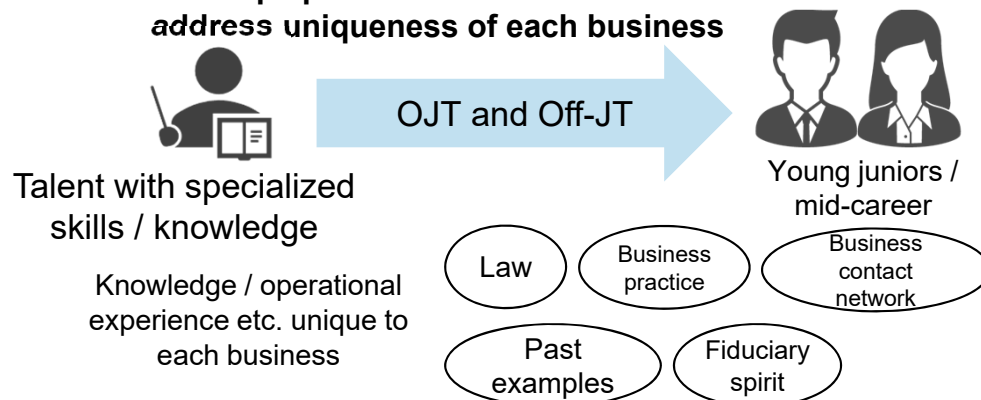 address uniqueness of each business
OJT and Off-JT
Talent with specialized
skills / knowledge
Young juniors /
mid-career
Knowledge / operational
experience etc. unique to
each business
Law
Business
practice
Business
contact
network
Past
examples
Fiduciary
spirit